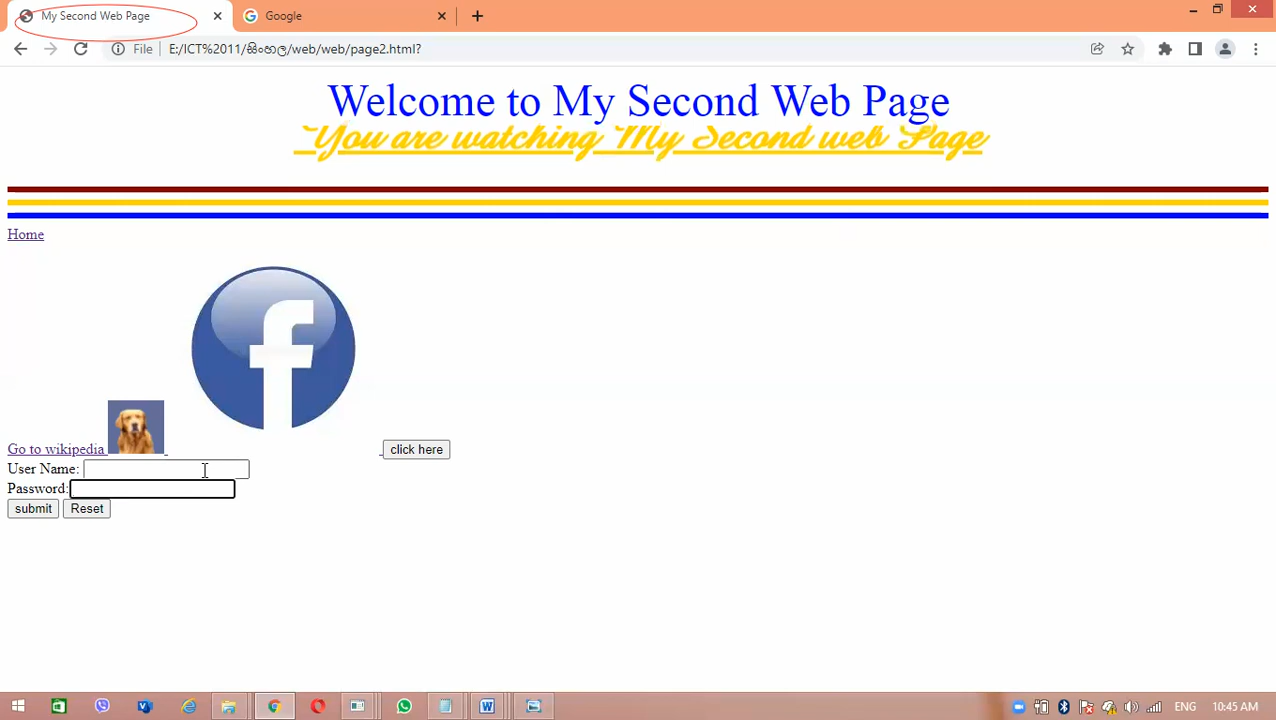 My Second Web Page
Google
File E:/ICT%2011/සිංහල/web/web/page2.html?
Welcome to My Second Web Page
You are watching My Second web Page
Home
f
Go to wikipedia click here
User Name:
Password:
submit Reset
ENG 10:45 AM